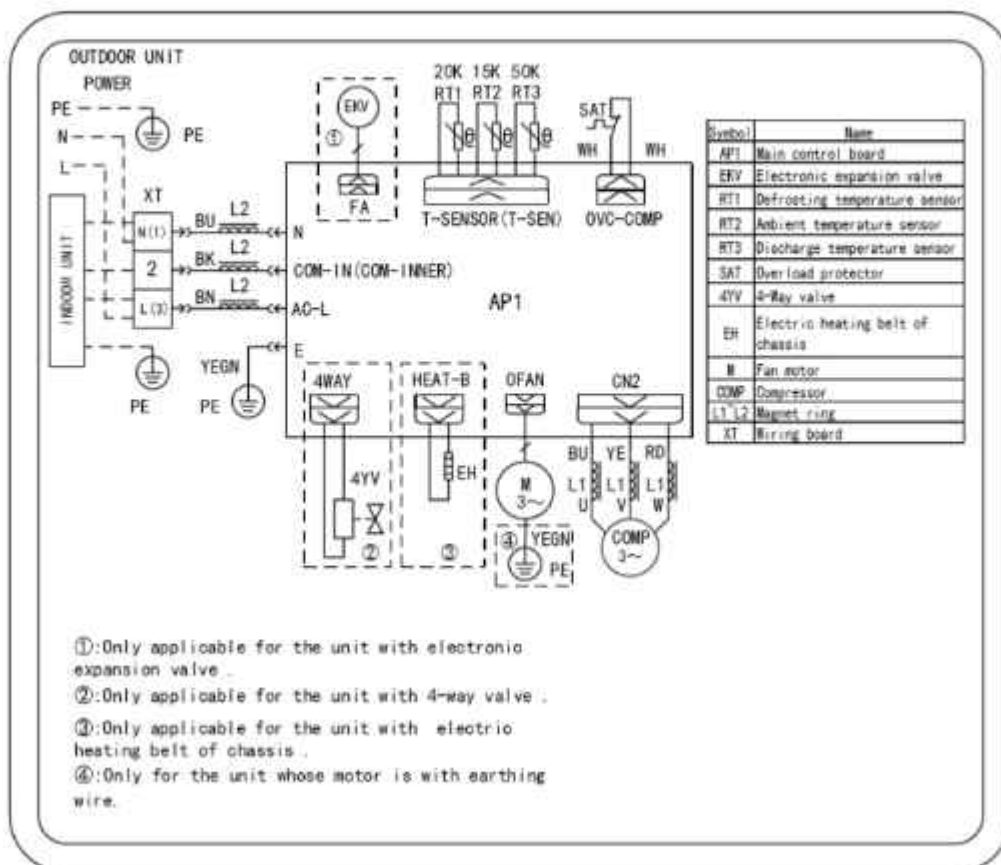 OUTDOOR UNIT
POWER
PE
N
L
PE
XT
N(1)
2
L(3)
INDOOM UNIT
BU
L2
BK
L2
BN
L2
N
COM-IN(COM-INNER)
AC-L
E
YEGN
PE
PE
EKV
①
FA
20K 15K 50K
RT1 RT2 RT3
θ θ θ
T-SENSOR(T-SEN)
SAT
WH WH
OVC-COMP
AP1
4WAY
4YV
②
HEAT-B
EH
③
OFAN
M
3~
④ YEGN
PE
CN2
BU YE RD
L1 L1 L1
U V W
COMP
3~
Symbol Name
AP1 Main control board
EKV Electronic expansion valve
RT1 Defrosting temperature sensor
RT2 Ambient temperature sensor
RT3 Discharge temperature sensor
SAT Overload protector
4YV 4-Way valve
EH Electric heating belt of
chassis
M Fan motor
COMP Compressor
L1~L2 Magnet ring
XT Wiring board
①:Only applicable for the unit with electronic
expansion valve .
②:Only applicable for the unit with 4-way valve .
③:Only applicable for the unit with electric
heating belt of chassis .
④:Only for the unit whose motor is with earthing
wire.